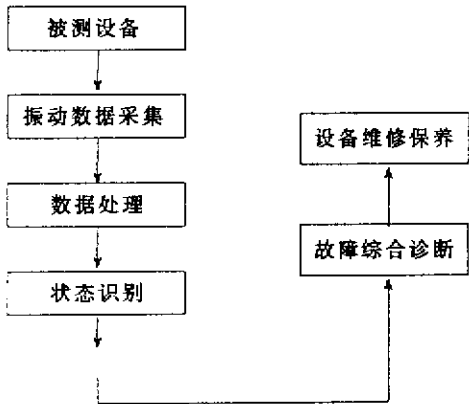 被测设备
振动数据采集
数据处理
状态识别
设备维修保养
故障综合诊断